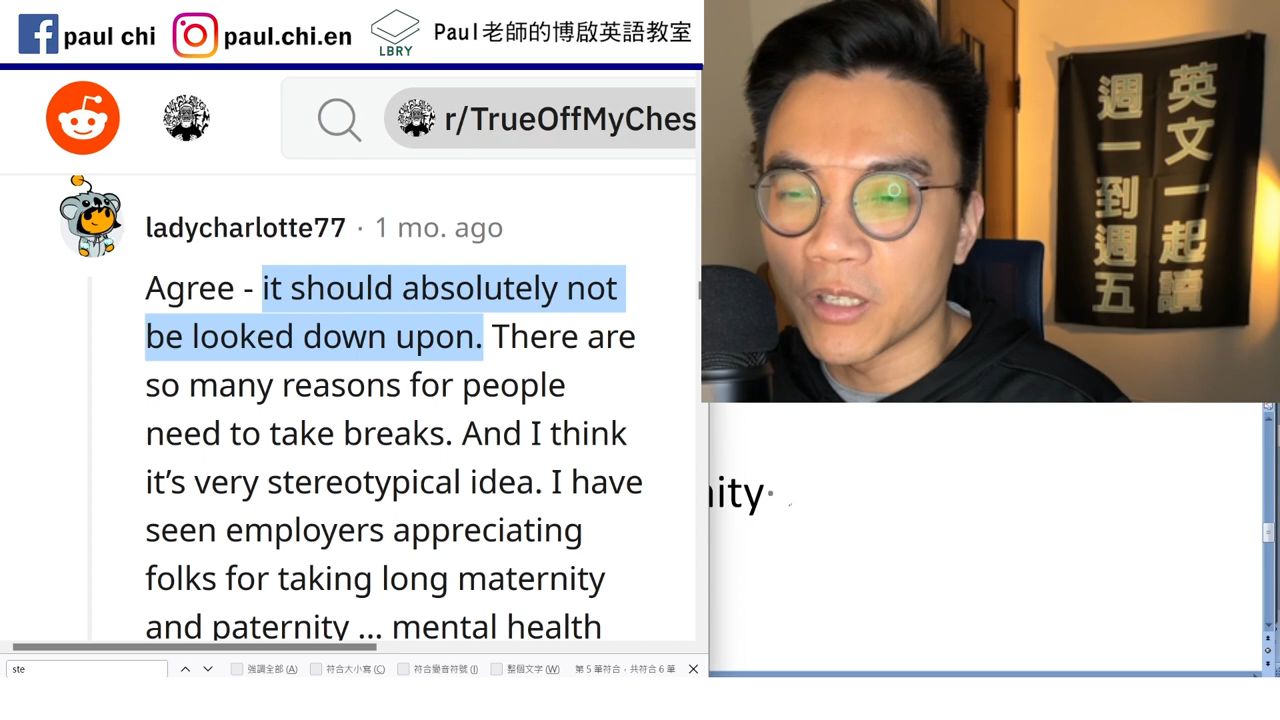 paul chi
paul.chi.en
LBRY
Paul老師的博啟英語教室
r/TrueOffMyChes
ladycharlotte77 · 1 mo. ago
Agree - it should absolutely not
be looked down upon. There are
so many reasons for people
need to take breaks. And I think
it's very stereotypical idea. I have
seen employers appreciating
folks for taking long maternity
and paternity ... mental health
ste
強調全部 (A)
符合大小寫 (C)
符合變音符號 (I)
整個文字 (W)
第 5 筆符合，共符合 6 筆
英文一起讀
週一到週五
nity